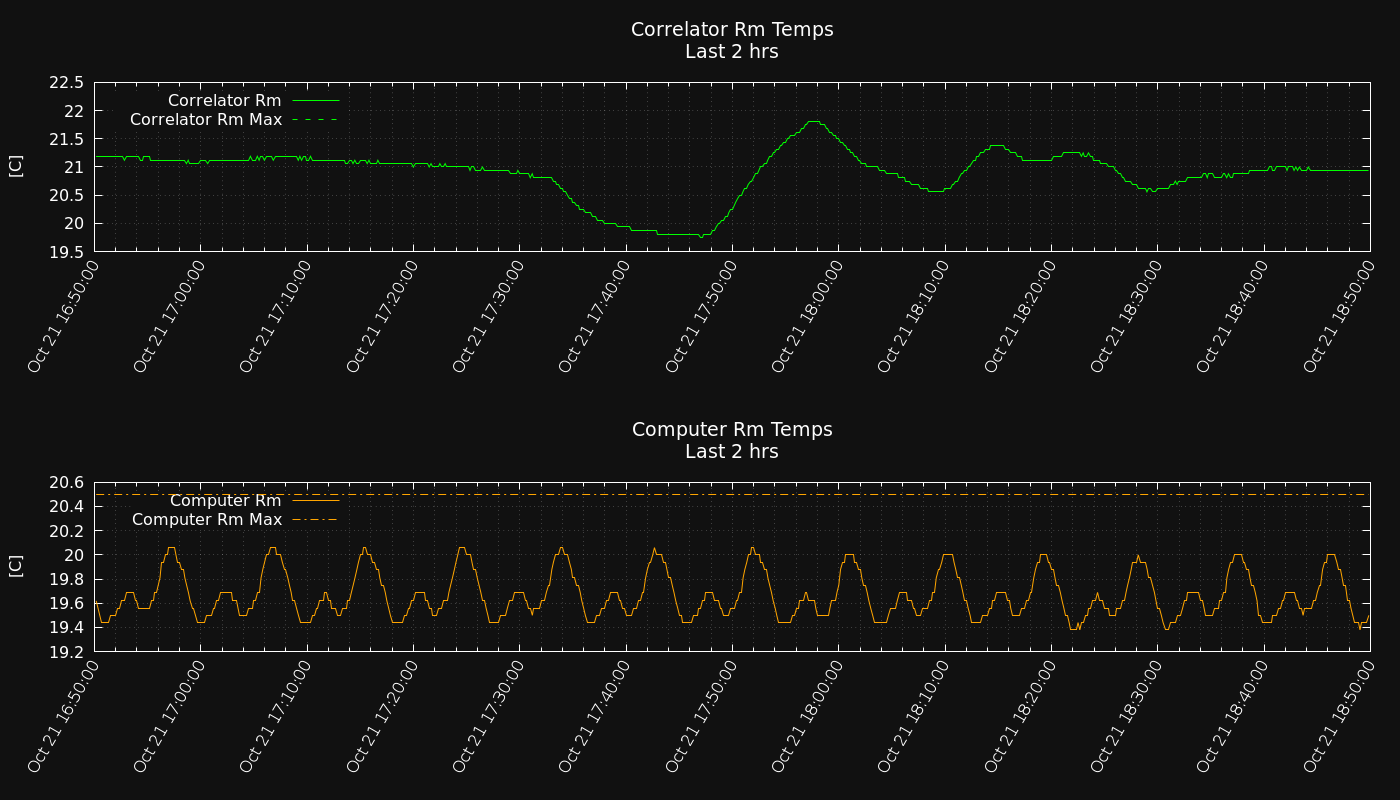 Correlator Rm Temps
Last 2 hrs
22.5
22
21.5
21
20.5
20
19.5
[C]
Correlator Rm
Correlator Rm Max
Oct 21 16:50:00
Oct 21 17:00:00
Oct 21 17:10:00
Oct 21 17:20:00
Oct 21 17:30:00
Oct 21 17:40:00
Oct 21 17:50:00
Oct 21 18:00:00
Oct 21 18:10:00
Oct 21 18:20:00
Oct 21 18:30:00
Oct 21 18:40:00
Oct 21 18:50:00
Computer Rm Temps
Last 2 hrs
20.6
20.4
20.2
20
19.8
19.6
19.4
19.2
[C]
Computer Rm
Computer Rm Max
Oct 21 16:50:00
Oct 21 17:00:00
Oct 21 17:10:00
Oct 21 17:20:00
Oct 21 17:30:00
Oct 21 17:40:00
Oct 21 17:50:00
Oct 21 18:00:00
Oct 21 18:10:00
Oct 21 18:20:00
Oct 21 18:30:00
Oct 21 18:40:00
Oct 21 18:50:00